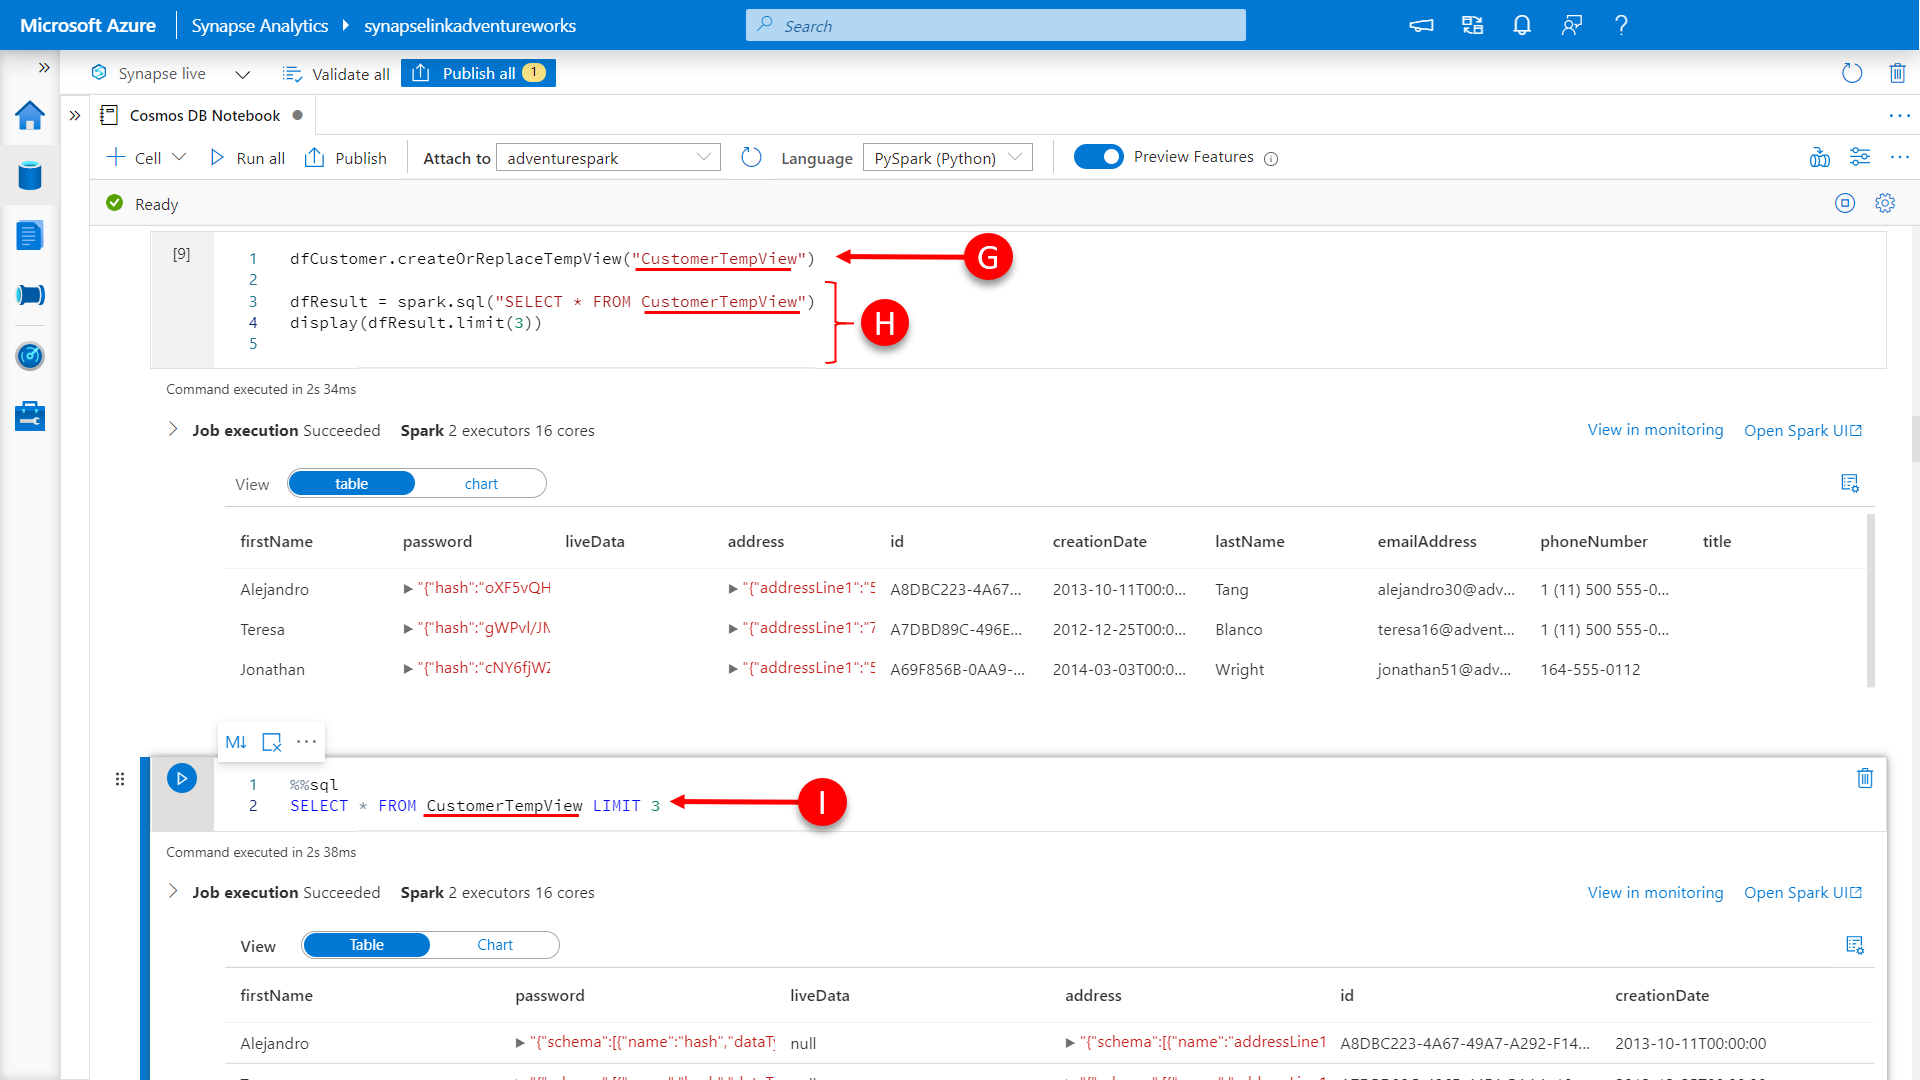 Microsoft Azure Synapse Analytics synapselinkadventureworks Search
Synapse live Validate all Publish all 1
Cosmos DB Notebook
Cell Run all Publish Attach to adventurespark Language PySpark (Python) Preview Features
Ready
[9]
1 dfCustomer.createOrReplaceTempView("CustomerTempView") G
2
3 dfResult = spark.sql("SELECT * FROM CustomerTempView")
4 display(dfResult.limit(3)) H
5
Command executed in 2s 34ms
Job execution Succeeded Spark 2 executors 16 cores View in monitoring Open Spark UI
View table chart
firstName password liveData address id creationDate lastName emailAddress phoneNumber title
Alejandro "{"hash":"oXF5vQH "{"addressLine1":"5 A8DBC223-4A67... 2013-10-11T00:0... Tang alejandro30@adv... 1 (11) 500 555-0...
Teresa "{"hash":"gWPvl/JM "{"addressLine1":"7 A7DBD89C-496E... 2012-12-25T00:0... Blanco teresa16@advent... 1 (11) 500 555-0...
Jonathan "{"hash":"cNY6fjWZ "{"addressLine1":"5 A69F856B-0AA9-... 2014-03-03T00:0... Wright jonathan51@adv... 164-555-0112
M↓ ...
1 %%sql
2 SELECT * FROM CustomerTempView LIMIT 3 I
Command executed in 2s 38ms
Job execution Succeeded Spark 2 executors 16 cores View in monitoring Open Spark UI
View Table Chart
firstName password liveData address id creationDate
Alejandro "{"schema":[{"name":"hash","dataTy null "{"schema":[{"name":"addressLine1 A8DBC223-4A67-49A7-A292-F14... 2013-10-11T00:00:00